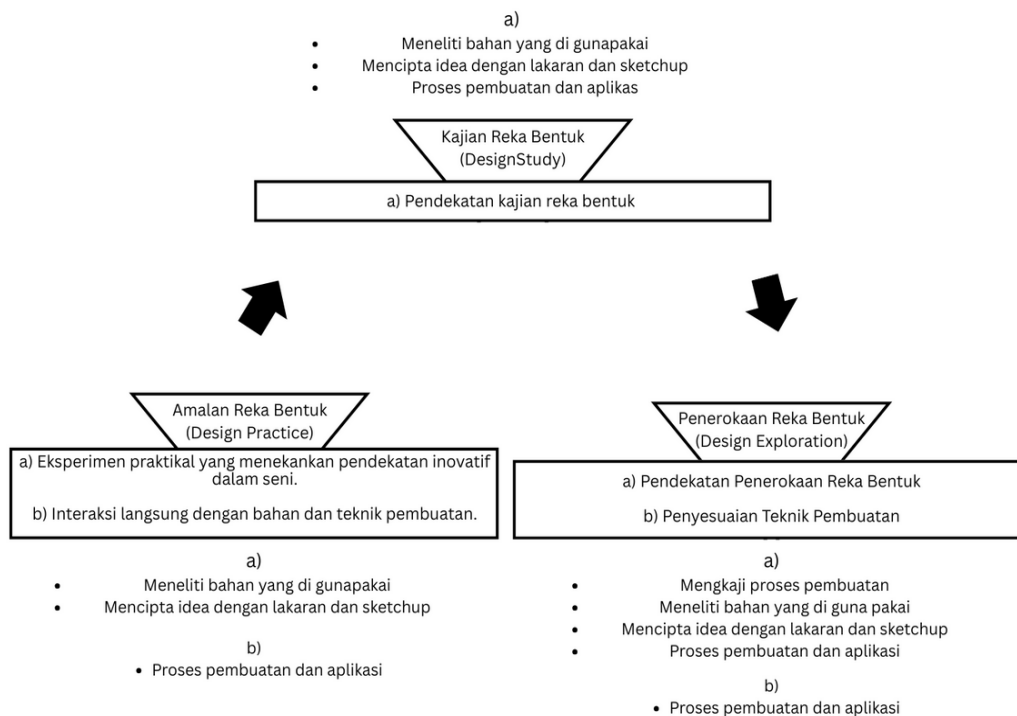 a)
• Meneliti bahan yang di gunapakai
• Mencipta idea dengan lakaran dan sketchup
• Proses pembuatan dan aplikas
Kajian Reka Bentuk
(DesignStudy)
a) Pendekatan kajian reka bentuk
Amalan Reka Bentuk
(Design Practice)
a) Eksperimen praktikal yang menekankan pendekatan inovatif
dalam seni.
b) Interaksi langsung dengan bahan dan teknik pembuatan.
a)
• Meneliti bahan yang di gunapakai
• Mencipta idea dengan lakaran dan sketchup
b)
• Proses pembuatan dan aplikasi
Penerokaan Reka Bentuk
(Design Exploration)
a) Pendekatan Penerokaan Reka Bentuk
b) Penyesuaian Teknik Pembuatan
a)
• Mengkaji proses pembuatan
• Meneliti bahan yang di guna pakai
• Mencipta idea dengan lakaran dan sketchup
• Proses pembuatan dan aplikasi
b)
• Proses pembuatan dan aplikasi